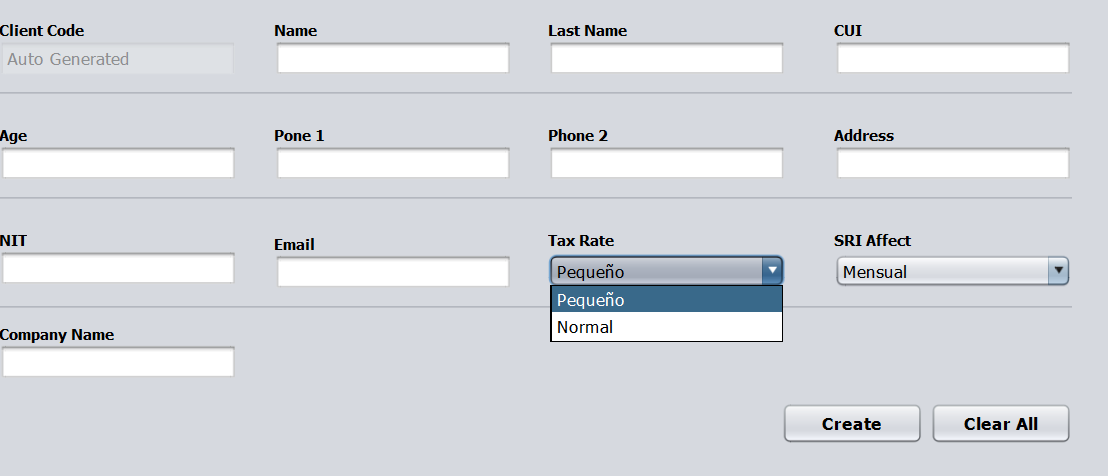 Client Code
Name
Last Name
CUI
Auto Generated
Age
Pone 1
Phone 2
Address
NIT
Email
Tax Rate
SRI Affect
Pequeño
Mensual
Pequeño
Normal
Company Name
Create
Clear All